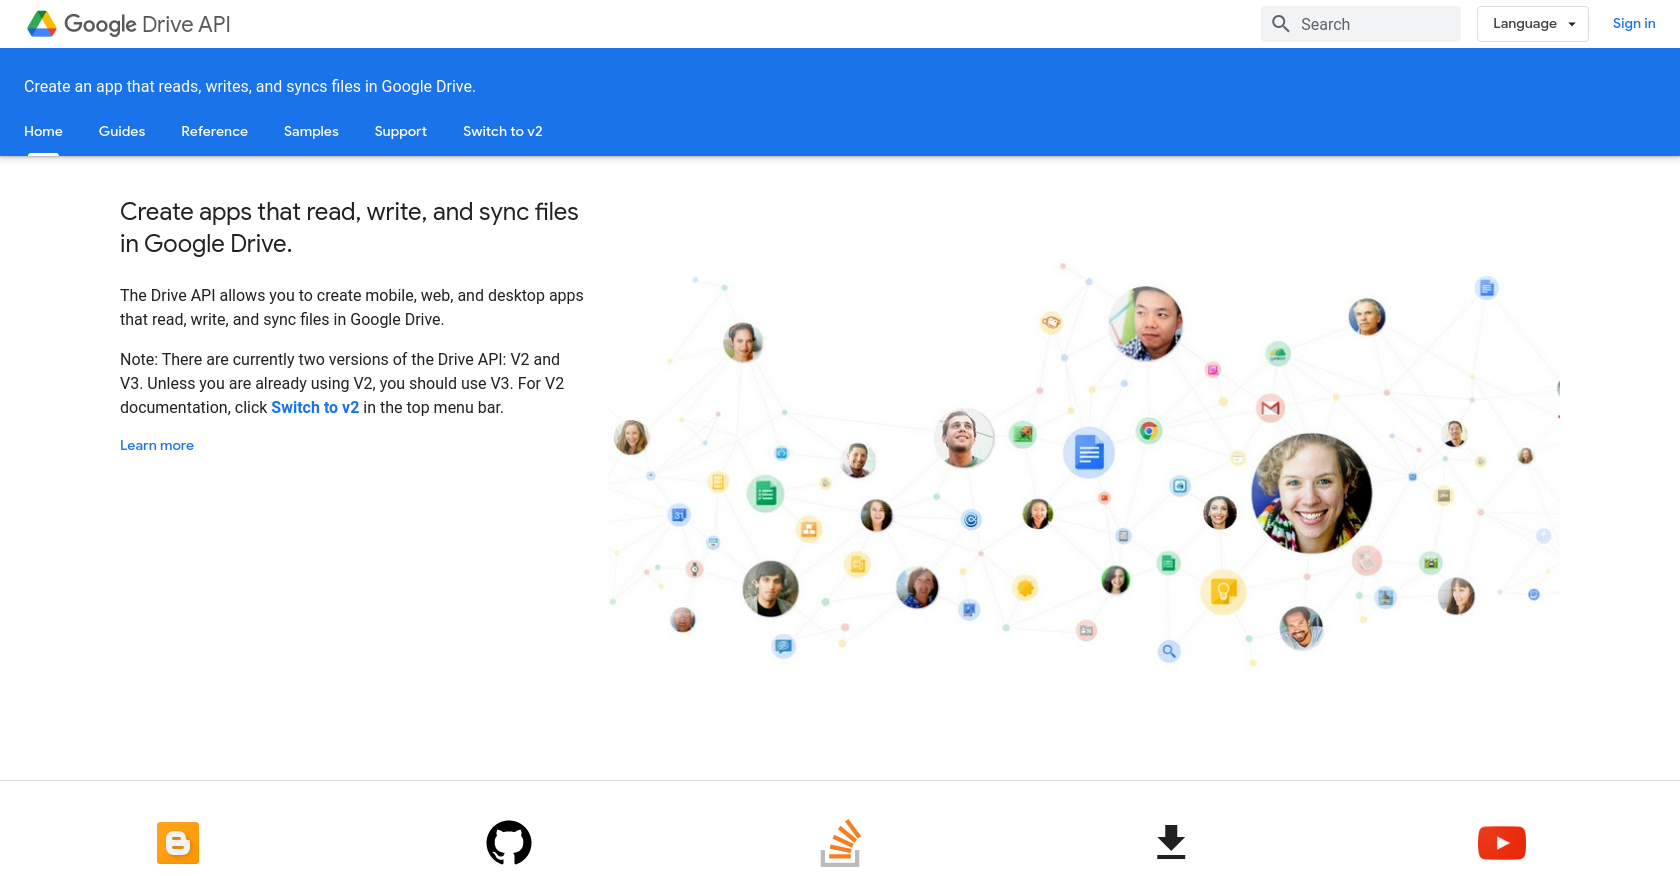 Google Drive API
Search
Language
Sign in
Create an app that reads, writes, and syncs files in Google Drive.
Home
Guides
Reference
Samples
Support
Switch to v2
Create apps that read, write, and sync files
in Google Drive.
The Drive API allows you to create mobile, web, and desktop apps
that read, write, and sync files in Google Drive.
Note: There are currently two versions of the Drive API: V2 and
V3. Unless you are already using V2, you should use V3. For V2
documentation, click Switch to v2 in the top menu bar.
Learn more
31